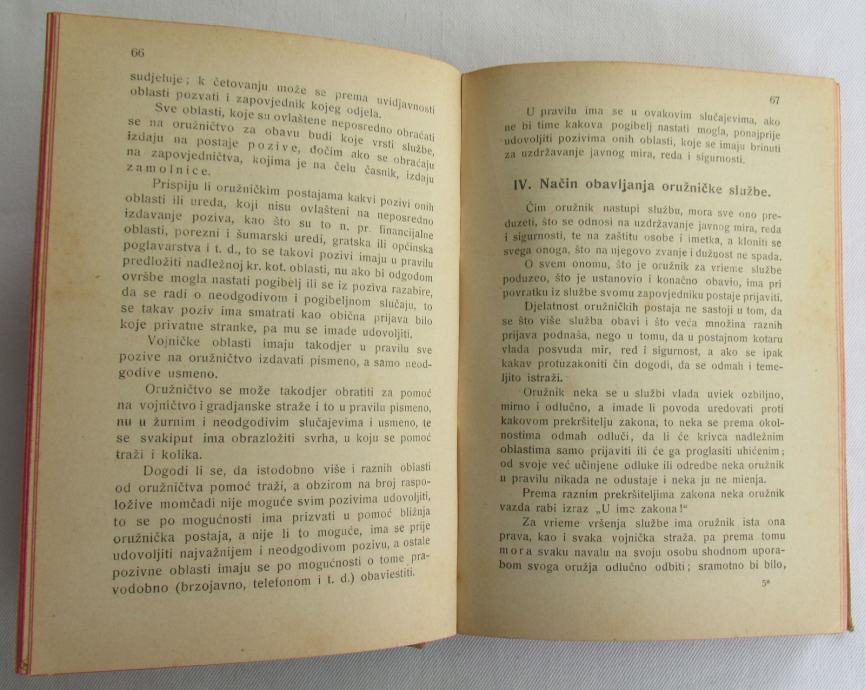 66
sudjeluje; k četovanju može se prema uvidjavnosti
oblasti pozvati i zapovjednik kojeg odjela.
Sve oblasti, koje su ovlaštene neposredno obraćati
se na oružničtvo za obavu budi koje vrsti službe,
izdaju na postaje pozive, dočim ako se obraćaju
na zapovjedničtva, kojima je na čelu časnik, izdaju
zamolnice.
Prispiju li oružničkim postajama kakvi pozivi onih
oblasti ili ureda, koji nisu ovlašteni na neposredno
izdavanje poziva, kao što su to n. pr. financijalne
oblasti, porezni i šumarski uredi, gratska ili općinska
poglavarstva i t. d., to se takovi pozivi imaju u pravilu
predložiti nadležnoj kr. kot. oblasti, nu ako bi odgodom
ovršbe mogla nastati pogibelj ili se iz poziva razabire,
da se radi o neodgodivom i pogibeljnom slučaju, to
se takav poziv ima smatrati kao obična prijava bilo
koje privatne stranke, pa mu se imade udovoljiti.
Vojničke oblasti imaju takodjer u pravilu sve
pozive na oružničtvo izdavati pismeno, a samo neod-
godive usmeno.
Oružničtvo se može takodjer obratiti za pomoć
na vojničtvo i gradjanske straže i to u pravilu pismeno,
nu u žurnim i neodgodivim slučajevima i usmeno, te
se svakiput ima obrazložiti svrha, u koju se pomoć
traži i kolika.
Dogodi li se, da istodobno više i raznih oblasti
od oružničtva pomoć traži, a obzirom na broj raspo-
ložive momčadi nije moguće svim pozivima udovoljiti,
to se po mogućnosti ima prizvati u pomoć bližnja
oružnička postaja, a nije li to moguće, ima se prije
udovoljiti najvažnijem i neodgodivom pozivu, a ostale
pozivne oblasti imaju se po mogućnosti o tome pra-
vodobno (brzojavno, telefonom i t. d.) obaviestiti.
67
U pravilu ima se u ovakovim slučajevima, ako
ne bi time kakova pogibelj nastati mogla, ponajprije
udovoljiti pozivima onih oblasti, koje se imaju brinuti
za uzdržavanje javnog mira, reda i sigurnosti.
IV. Način obavljanja oružničke službe.
Čim oružnik nastupi službu, mora sve ono pre-
duzeti, što se odnosi na uzdržavanje javnog mira, reda
i sigurnosti, te na zaštitu osobe i imetka, a kloniti se
svega onoga, što na njegovo zvanje i dužnost ne spada.
O svem onomu, što je oružnik za vrieme službe
poduzeo, što je ustanovio i konačno obavio, ima pri
povratku iz službe svomu zapovjedniku postaje prijaviti.
Djelatnost oružničkih postaja ne sastoji u tom, da
se što više služba obavi i što veća množina raznih
prijava podnaša, nego u tomu, da u postajnom kotaru
vlada posvuda mir, red i sigurnost, a ako se ipak
kakav protuzakoniti čin dogodi, da se odmah i teme-
ljito istraži.
Oružnik neka se u službi vlada uviek ozbiljno,
mirno i odlučno, a imade li povoda uredovati proti
kakovom prekršitelju zakona, to neka se prema okol-
nostima odmah odluči, da li će krivca nadležnim
oblastima samo prijaviti ili će ga proglasiti uhićenim;
od svoje već učinjene odluke ili odredbe neka oružnik
u pravilu nikada ne odustaje i neka ju ne mienja.
Prema raznim prekršiteljima zakona neka oružnik
vazda rabi izraz „U ime zakona!“
Za vrieme vršenja službe ima oružnik ista ona
prava, kao i svaka vojnička straža, pa prema tomu
mora svaku navalu na svoju osobu shodnom upora-
bom svoga oružja odlučno odbiti; sramotno bi bilo,
5*